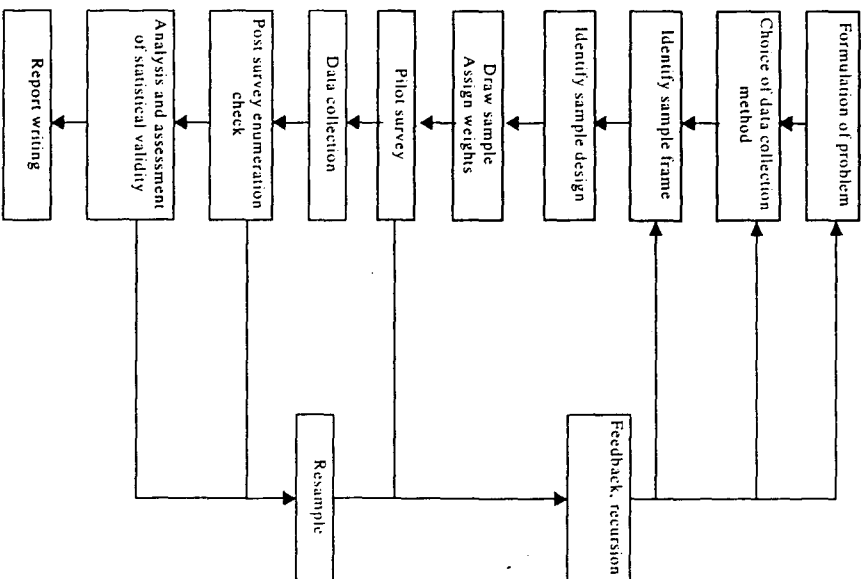 Formulation of problem
Choice of data collection
method
Identify sample frame
Identify sample design
Draw sample
Assign weights
Pilot survey
Data collection
Post survey enumeration
check
Analysis and assessment
of statistical validity
Report writing
Feedback, recursion
Resample